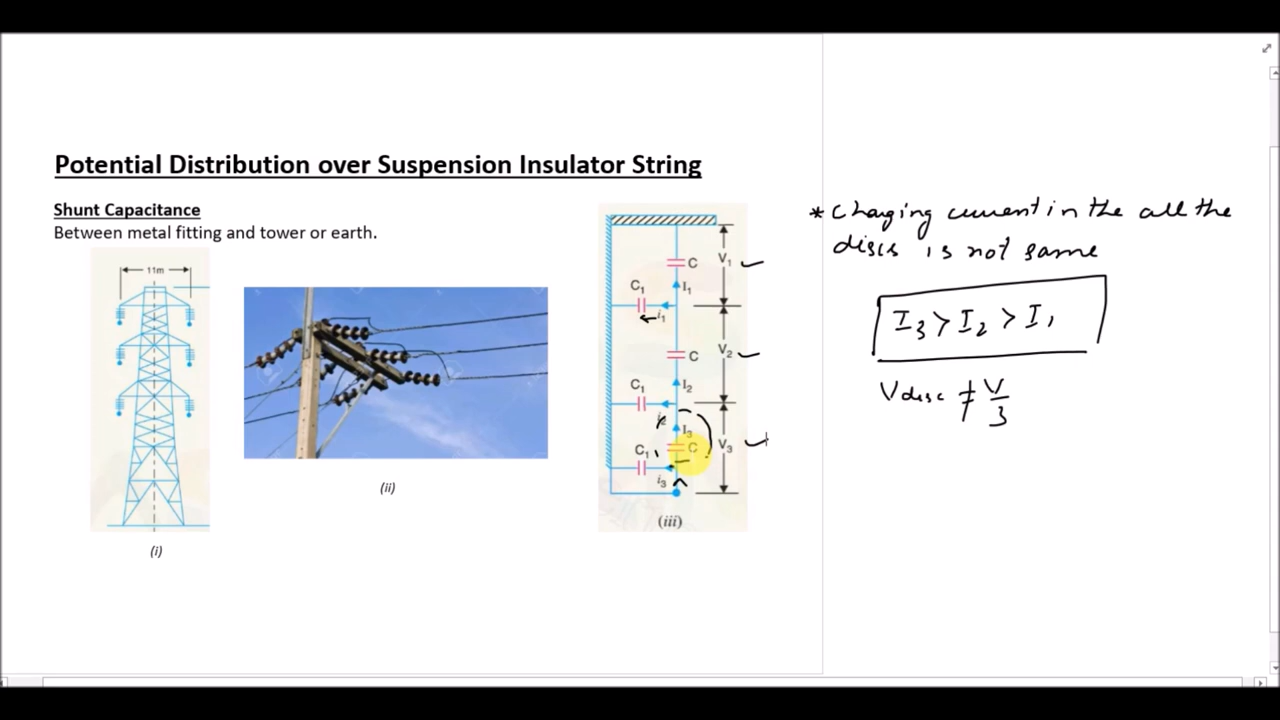 Potential Distribution over Suspension Insulator String
Shunt Capacitance
Between metal fitting and tower or earth.
11m
(i)
(ii)
C
V₁
C₁
I₁
i₁
C
V₂
C₁
I₂
i₂
I₃
C₁
C
V₃
i₃
(iii)
* Charging current in the all the
discs is not same
I₃ > I₂ > I₁
Vdisc ≠ V/3